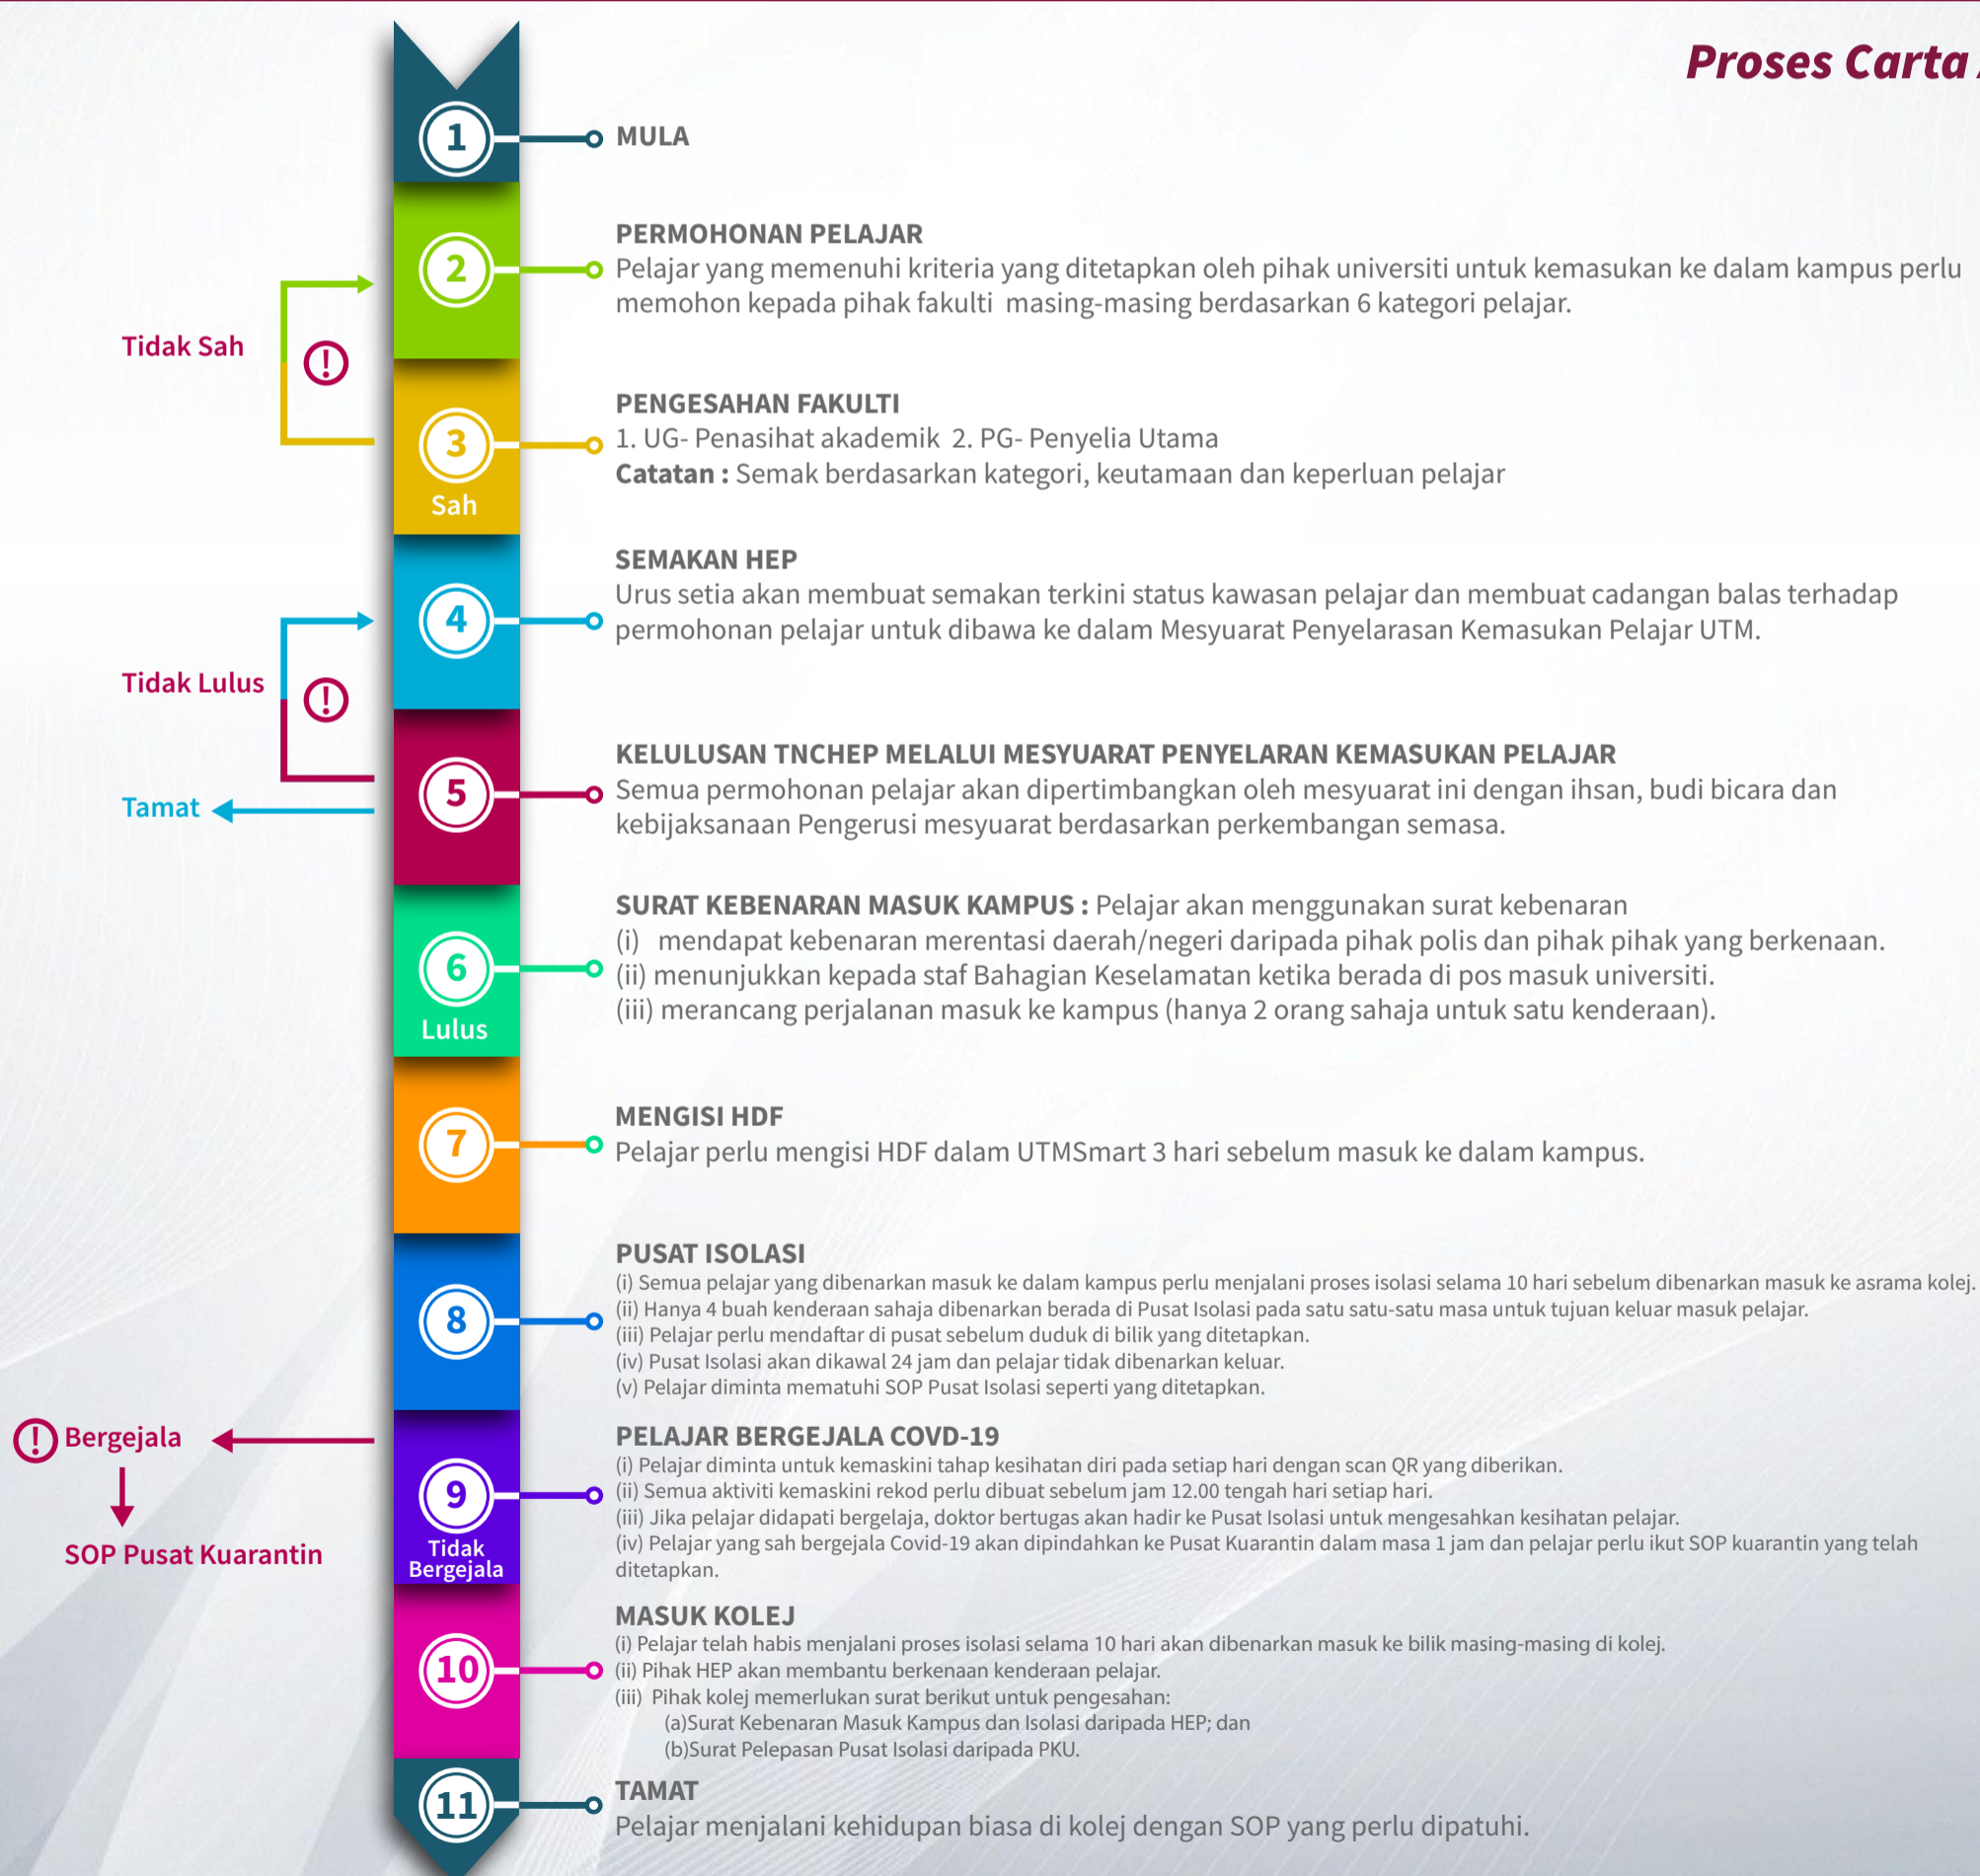 Proses Carta
1
MULA
2
PERMOHONAN PELAJAR
Pelajar yang memenuhi kriteria yang ditetapkan oleh pihak universiti untuk kemasukan ke dalam kampus perlu
memohon kepada pihak fakulti masing-masing berdasarkan 6 kategori pelajar.
Tidak Sah
!
3
Sah
PENGESAHAN FAKULTI
1. UG- Penasihat akademik 2. PG- Penyelia Utama
Catatan : Semak berdasarkan kategori, keutamaan dan keperluan pelajar
4
SEMAKAN HEP
Urus setia akan membuat semakan terkini status kawasan pelajar dan membuat cadangan balas terhadap
permohonan pelajar untuk dibawa ke dalam Mesyuarat Penyelarasan Kemasukan Pelajar UTM.
Tidak Lulus
!
Tamat
5
KELULUSAN TNCHEP MELALUI MESYUARAT PENYELARAN KEMASUKAN PELAJAR
Semua permohonan pelajar akan dipertimbangkan oleh mesyuarat ini dengan ihsan, budi bicara dan
kebijaksanaan Pengerusi mesyuarat berdasarkan perkembangan semasa.
6
Lulus
SURAT KEBENARAN MASUK KAMPUS : Pelajar akan menggunakan surat kebenaran
(i) mendapat kebenaran merentasi daerah/negeri daripada pihak polis dan pihak pihak yang berkenaan.
(ii) menunjukkan kepada staf Bahagian Keselamatan ketika berada di pos masuk universiti.
(iii) merancang perjalanan masuk ke kampus (hanya 2 orang sahaja untuk satu kenderaan).
7
MENGISI HDF
Pelajar perlu mengisi HDF dalam UTMSmart 3 hari sebelum masuk ke dalam kampus.
8
PUSAT ISOLASI
(i) Semua pelajar yang dibenarkan masuk ke dalam kampus perlu menjalani proses isolasi selama 10 hari sebelum dibenarkan masuk ke asrama kolej.
(ii) Hanya 4 buah kenderaan sahaja dibenarkan berada di Pusat Isolasi pada satu satu-satu masa untuk tujuan keluar masuk pelajar.
(iii) Pelajar perlu mendaftar di pusat sebelum duduk di bilik yang ditetapkan.
(iv) Pusat Isolasi akan dikawal 24 jam dan pelajar tidak dibenarkan keluar.
(v) Pelajar diminta mematuhi SOP Pusat Isolasi seperti yang ditetapkan.
! Bergejala
SOP Pusat Kuarantin
9
Tidak
Bergejala
PELAJAR BERGEJALA COVD-19
(i) Pelajar diminta untuk kemaskini tahap kesihatan diri pada setiap hari dengan scan QR yang diberikan.
(ii) Semua aktiviti kemaskini rekod perlu dibuat sebelum jam 12.00 tengah hari setiap hari.
(iii) Jika pelajar didapati bergelaja, doktor bertugas akan hadir ke Pusat Isolasi untuk mengesahkan kesihatan pelajar.
(iv) Pelajar yang sah bergejala Covid-19 akan dipindahkan ke Pusat Kuarantin dalam masa 1 jam dan pelajar perlu ikut SOP kuarantin yang telah
ditetapkan.
10
MASUK KOLEJ
(i) Pelajar telah habis menjalani proses isolasi selama 10 hari akan dibenarkan masuk ke bilik masing-masing di kolej.
(ii) Pihak HEP akan membantu berkenaan kenderaan pelajar.
(iii) Pihak kolej memerlukan surat berikut untuk pengesahan:
(a)Surat Kebenaran Masuk Kampus dan Isolasi daripada HEP; dan
(b)Surat Pelepasan Pusat Isolasi daripada PKU.
11
TAMAT
Pelajar menjalani kehidupan biasa di kolej dengan SOP yang perlu dipatuhi.